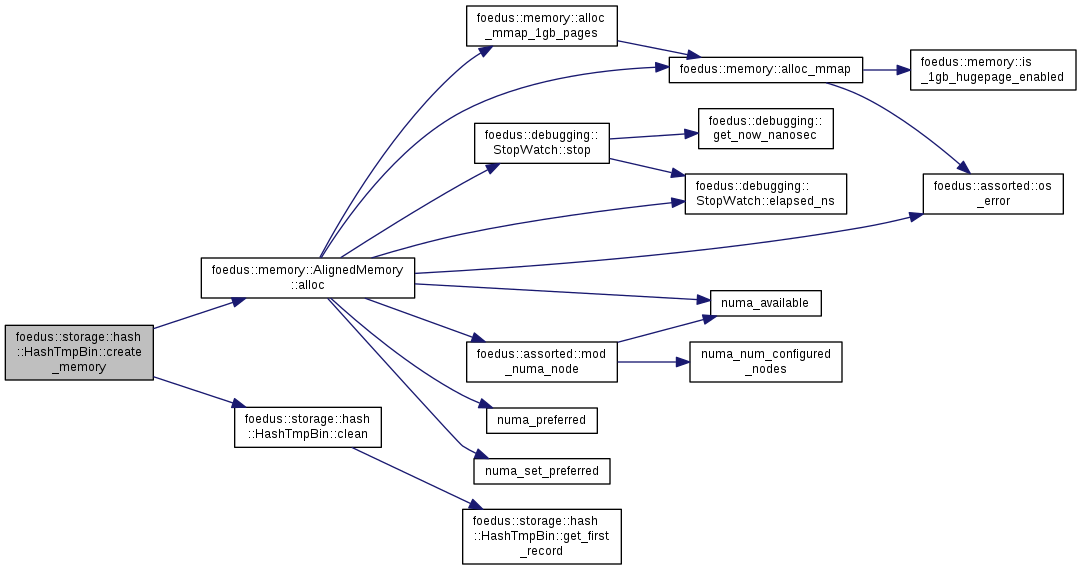 foedus::memory::alloc
_mmap_1gb_pages
foedus::memory::alloc_mmap
foedus::memory::is
_1gb_hugepage_enabled
foedus::debugging::
StopWatch::stop
foedus::debugging::
get_now_nanosec
foedus::debugging::
StopWatch::elapsed_ns
foedus::assorted::os
_error
foedus::memory::AlignedMemory
::alloc
numa_available
foedus::storage::hash
::HashTmpBin::create
_memory
foedus::assorted::mod
_numa_node
numa_num_configured
_nodes
foedus::storage::hash
::HashTmpBin::clean
numa_preferred
numa_set_preferred
foedus::storage::hash
::HashTmpBin::get_first
_record